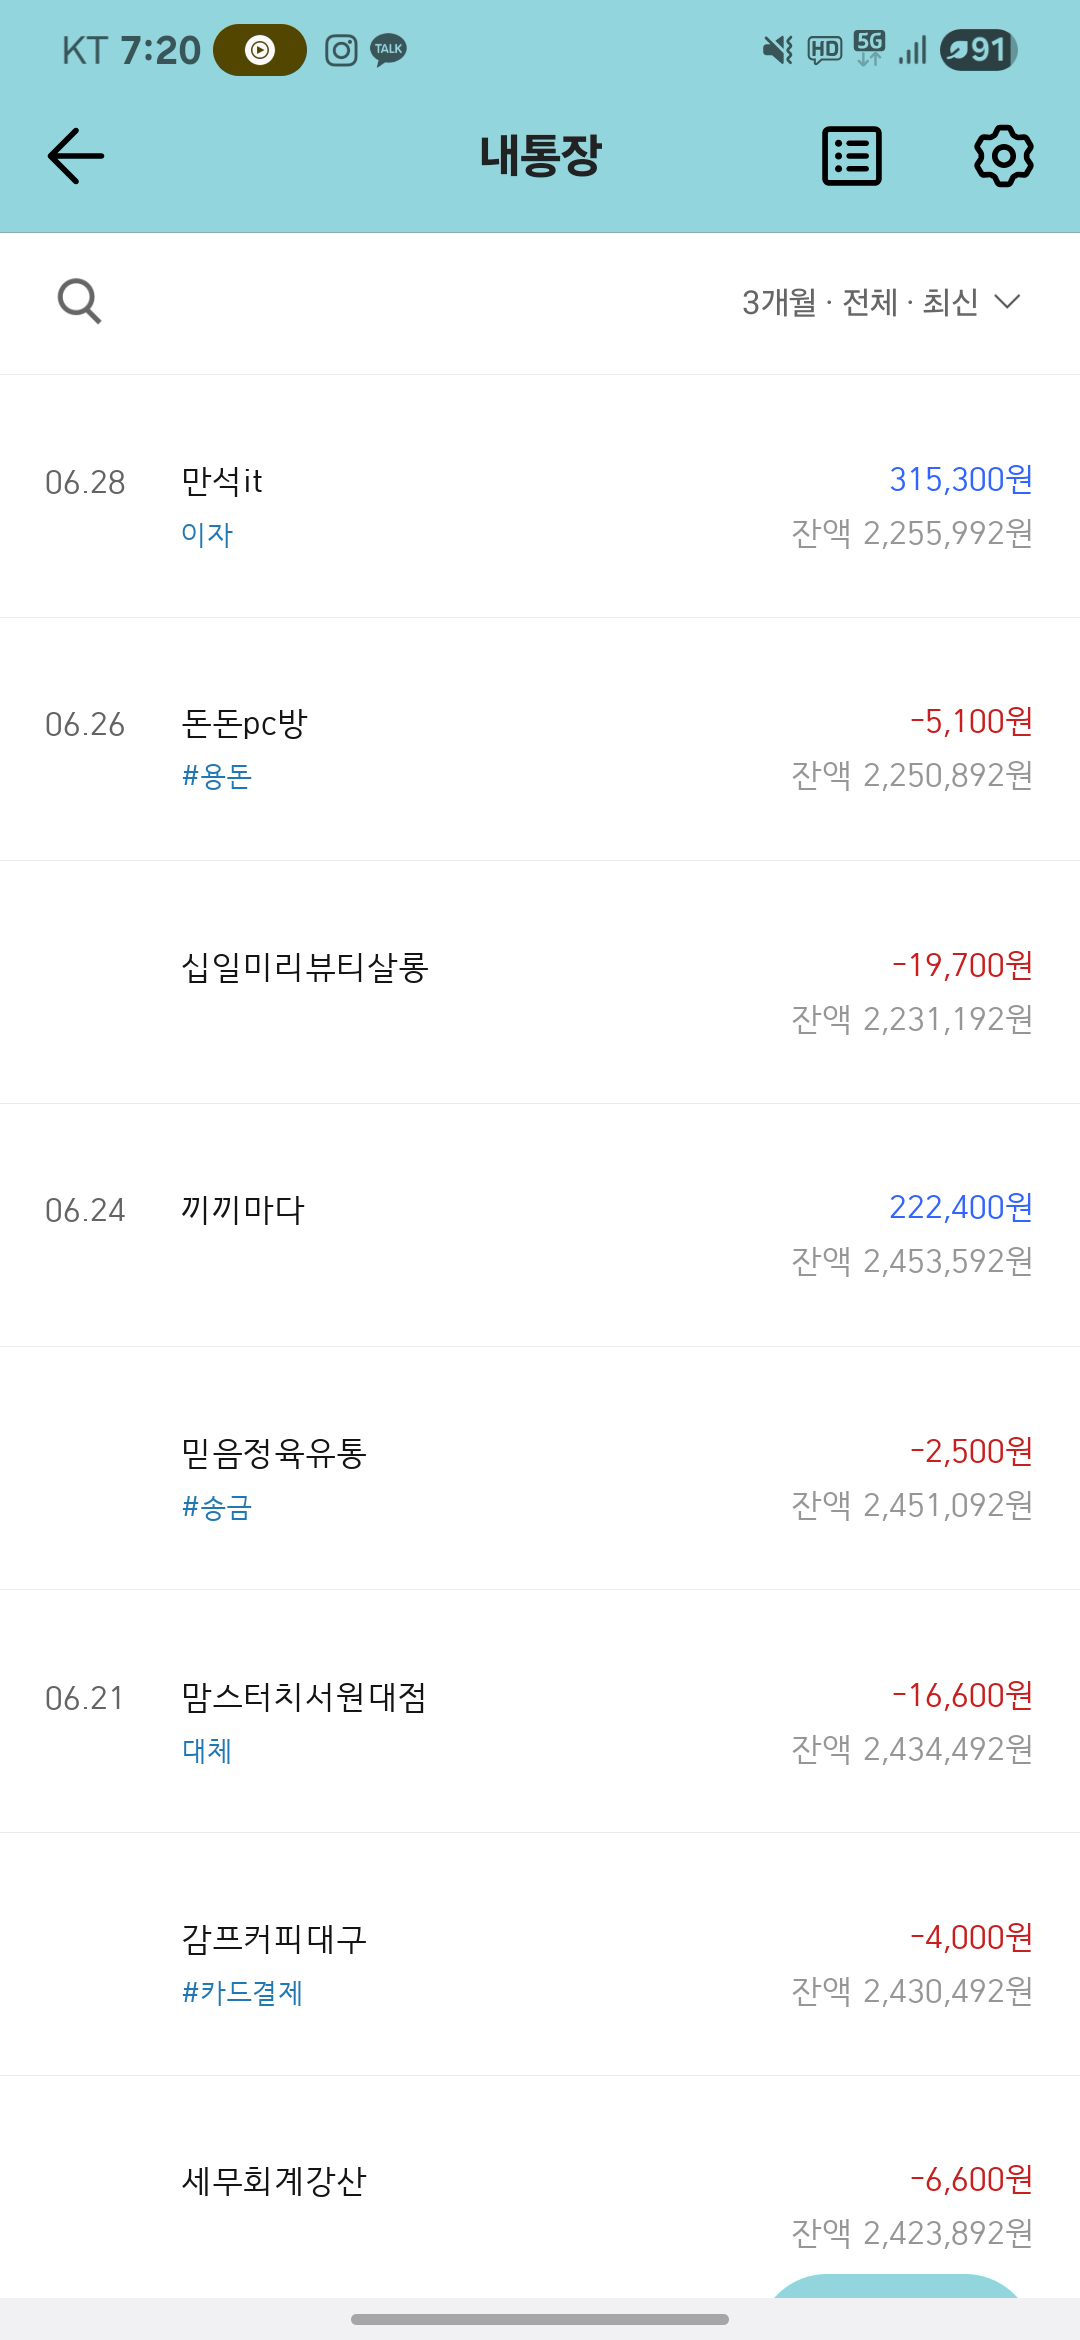 KT 7:20 TALK HD 5G 91
내통장
3개월 · 전체 · 최신
06.28 만석it 315,300원
이자 잔액 2,255,992원
06.26 돈돈pc방 -5,100원
#용돈 잔액 2,250,892원
십일미리뷰티살롱 -19,700원
잔액 2,231,192원
06.24 끼끼마다 222,400원
잔액 2,453,592원
믿음정육유통 -2,500원
#송금 잔액 2,451,092원
06.21 맘스터치서원대점 -16,600원
대체 잔액 2,434,492원
감프커피대구 -4,000원
#카드결제 잔액 2,430,492원
세무회계강산 -6,600원
잔액 2,423,892원